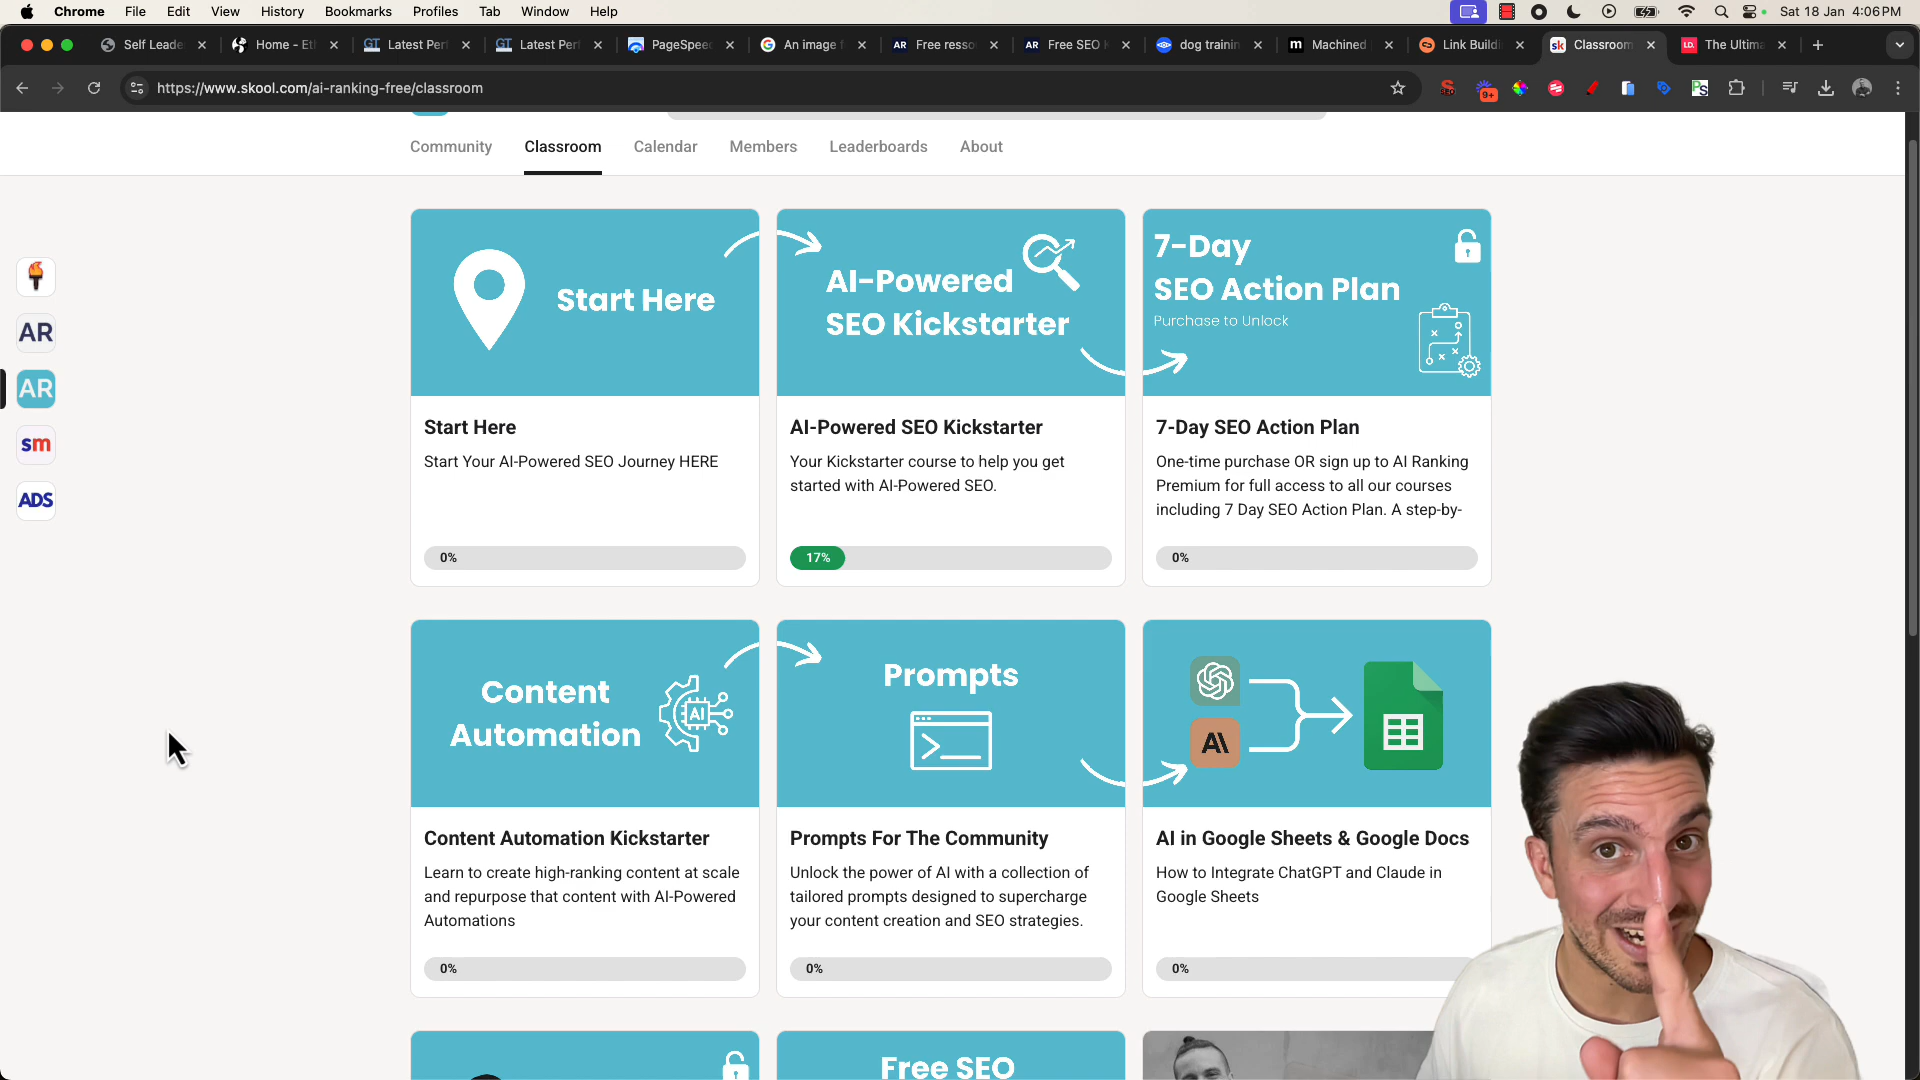 Chrome File Edit View History Bookmarks Profiles Tab Window Help
Sat 18 Jan 4:06 PM
Self Leade
Home - Et
Latest Perf
Latest Perf
PageSpee
An image
Free resso
Free SEO
dog trainin
Machined
Link Buildi
Classroom
The Ultima
https://www.skool.com/ai-ranking-free/classroom
9+
Community Classroom Calendar Members Leaderboards About
AR
AR
sm
ADS
Start Here
AI-Powered
SEO Kickstarter
7-Day
SEO Action Plan
Purchase to Unlock
Start Here
Start Your AI-Powered SEO Journey HERE
0%
AI-Powered SEO Kickstarter
Your Kickstarter course to help you get
started with AI-Powered SEO.
17%
7-Day SEO Action Plan
One-time purchase OR sign up to AI Ranking
Premium for full access to all our courses
including 7 Day SEO Action Plan. A step-by-
0%
Content
Automation
AI
Prompts
Content Automation Kickstarter
Learn to create high-ranking content at scale
and repurpose that content with AI-Powered
Automations
0%
Prompts For The Community
Unlock the power of AI with a collection of
tailored prompts designed to supercharge
your content creation and SEO strategies.
0%
AI in Google Sheets & Google Docs
How to Integrate ChatGPT and Claude in
Google Sheets
0%
Free SEO